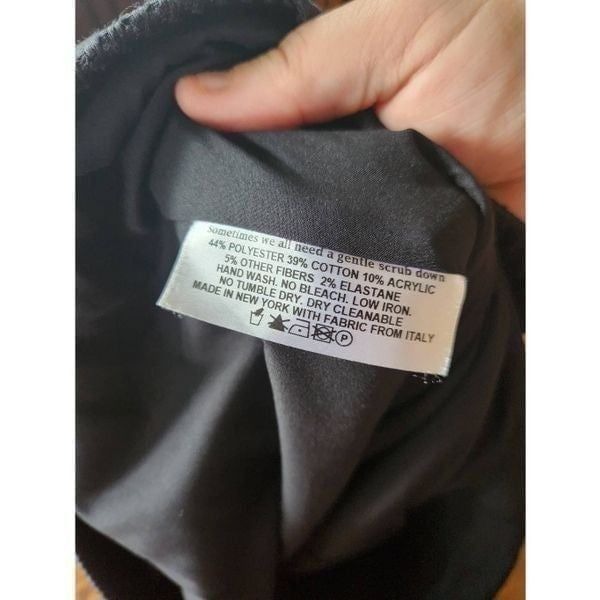 Sometimes we all need a gentle scrub down
44% POLYESTER 39% COTTON 10% ACRYLIC
5% OTHER FIBERS 2% ELASTANE
HAND WASH. NO BLEACH. LOW IRON.
NO TUMBLE DRY. DRY CLEANABLE
MADE IN NEW YORK WITH FABRIC FROM ITALY
P